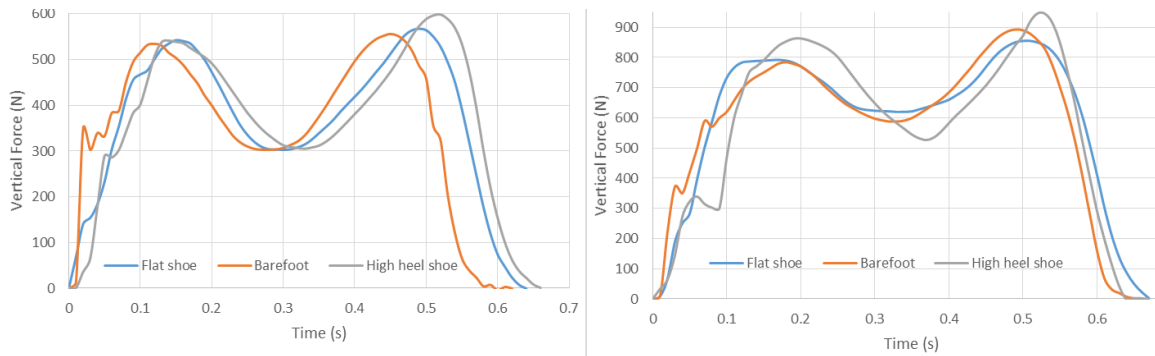 600
500
400
300
200
100
0
Vertical Force (N)
Flat shoe Barefoot High heel shoe
0 0.1 0.2 0.3 0.4 0.5 0.6 0.7
Time (s)
900
800
700
600
500
400
300
200
100
0
Vertical Force (N)
Flat shoe Barefoot High heel shoe
0 0.1 0.2 0.3 0.4 0.5 0.6
Time (s)